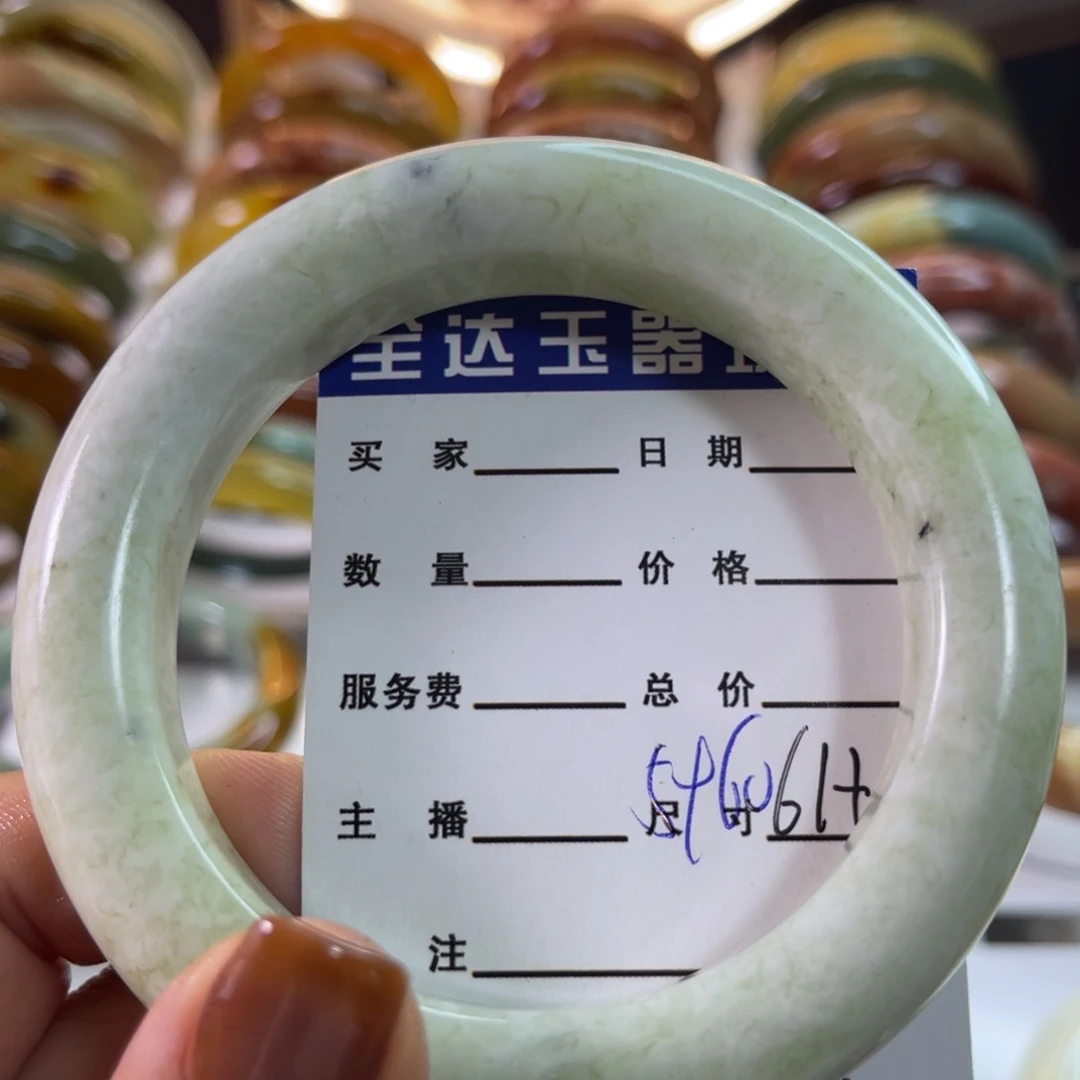 全达玉器
买 家 日 期
数 量 价 格
服务费 总 价
主 播 尺 寸 61+
注